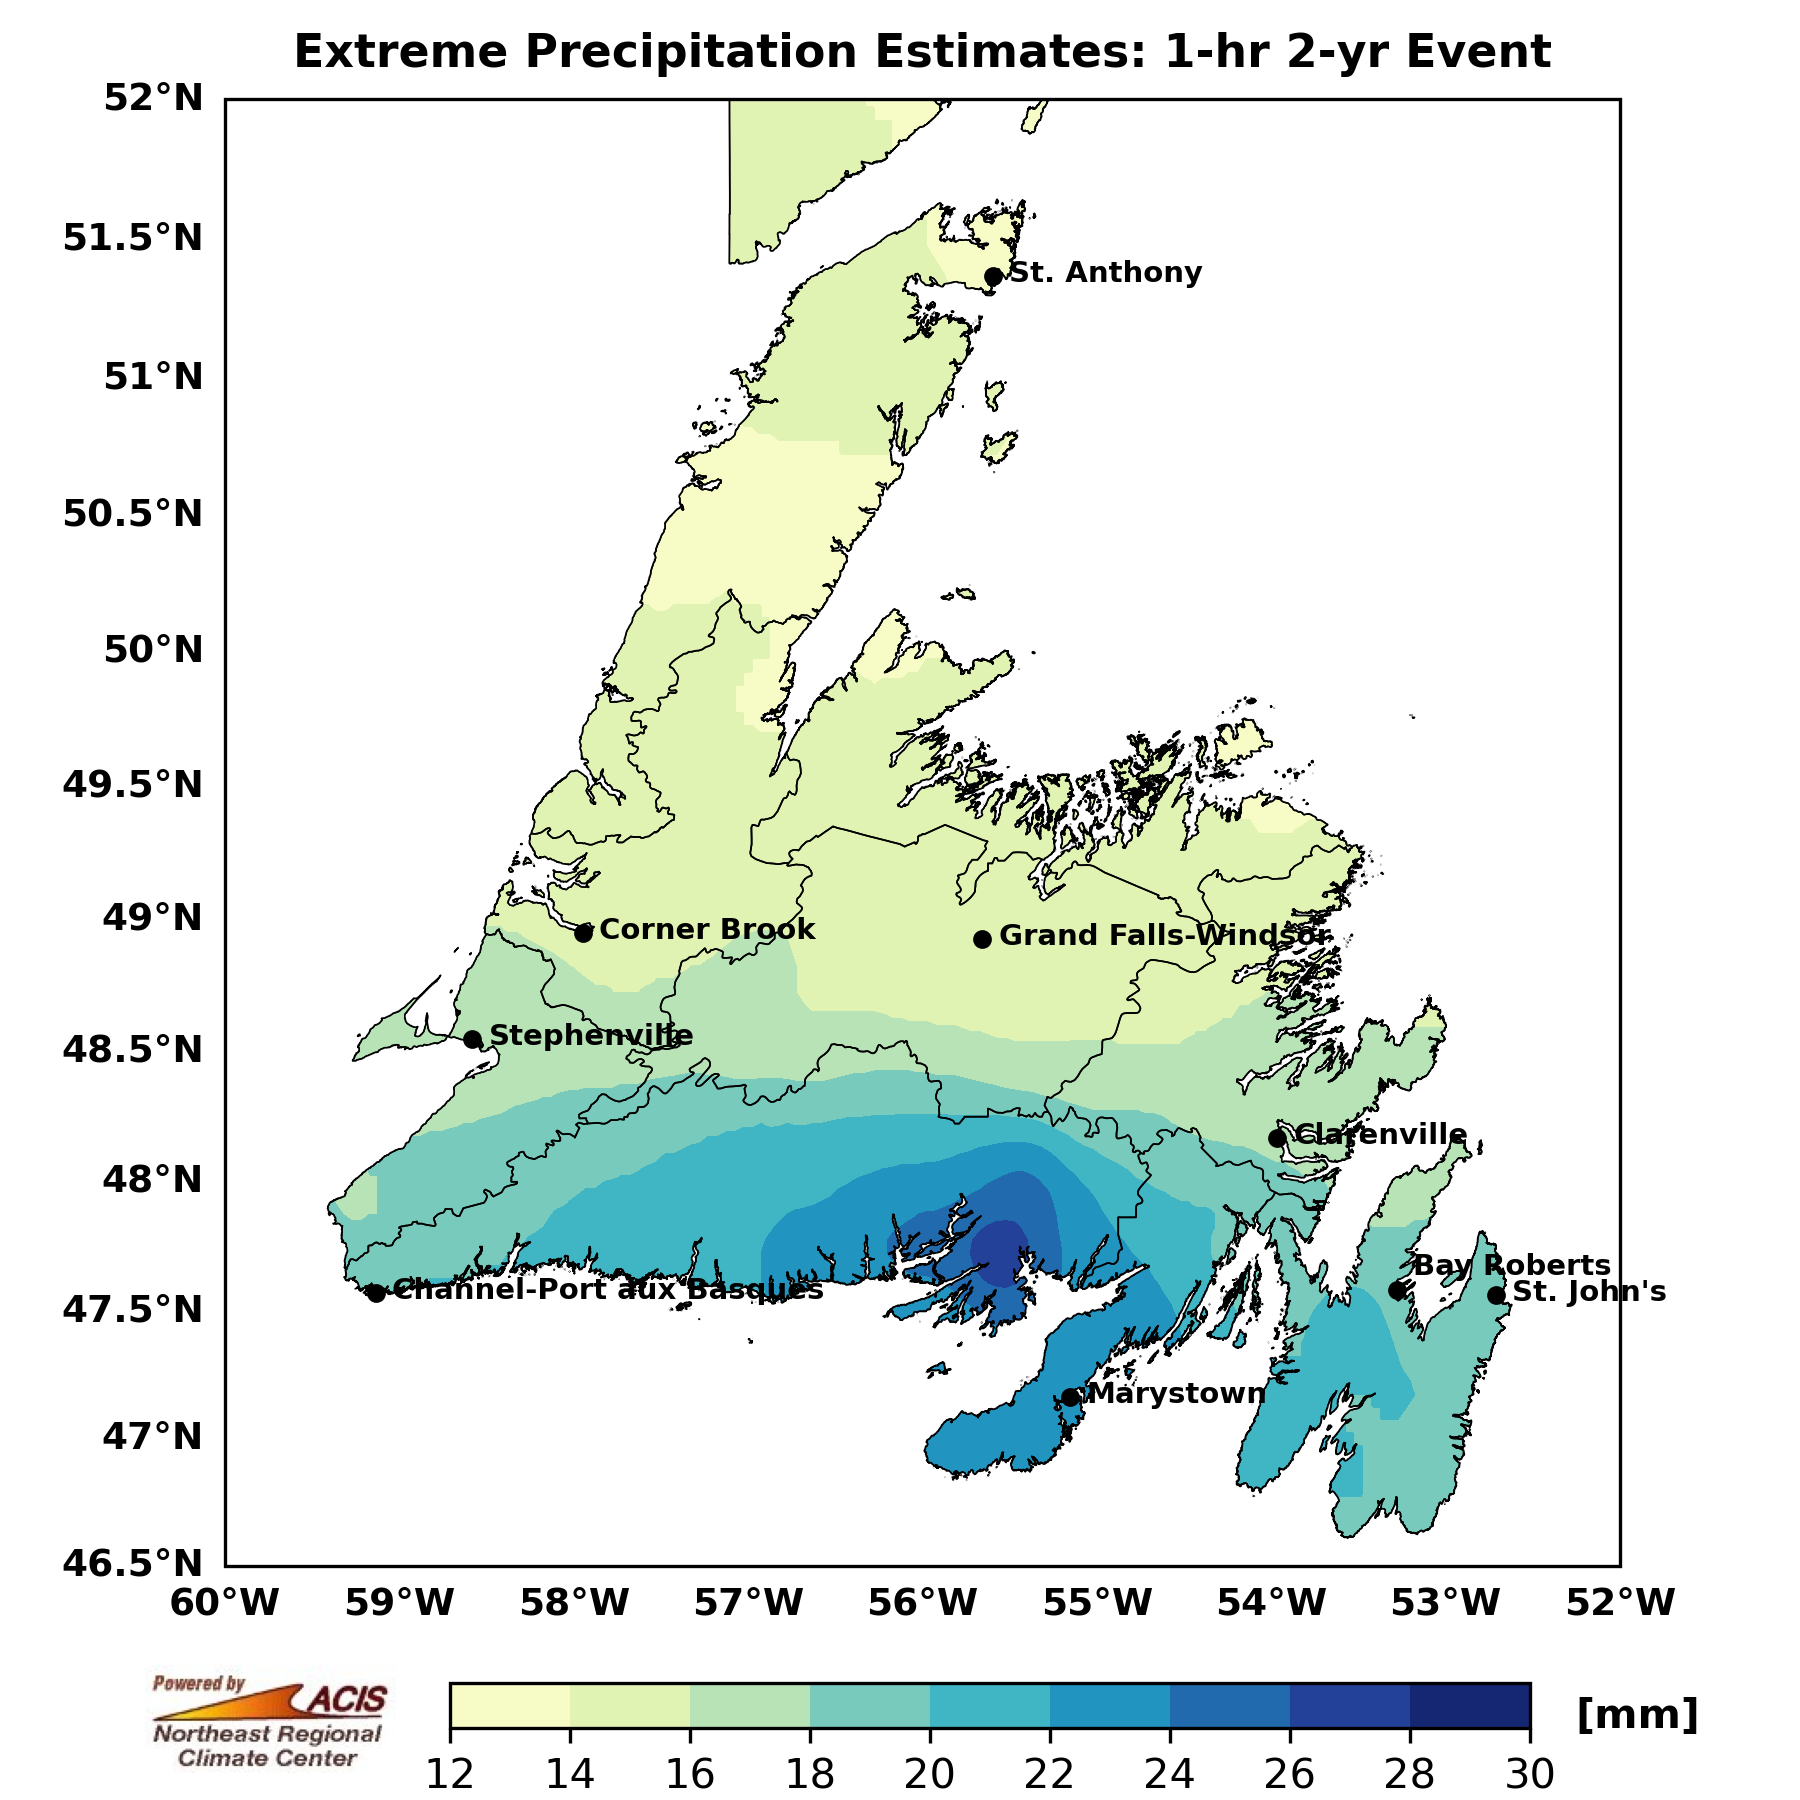 Extreme Precipitation Estimates: 1-hr 2-yr Event
52°N
51.5°N
St. Anthony
51°N
50.5°N
50°N
49.5°N
49°N
Corner Brook
Grand Falls-Windsor
48.5°N
Stephenville
Clarenville
48°N
Bay Roberts
Channel-Port aux Basques
St. John's
47.5°N
Marystown
47°N
46.5°N
60°W 59°W 58°W 57°W 56°W 55°W 54°W 53°W 52°W
Powered by
ACIS
Northeast Regional
Climate Center
[mm]
12 14 16 18 20 22 24 26 28 30